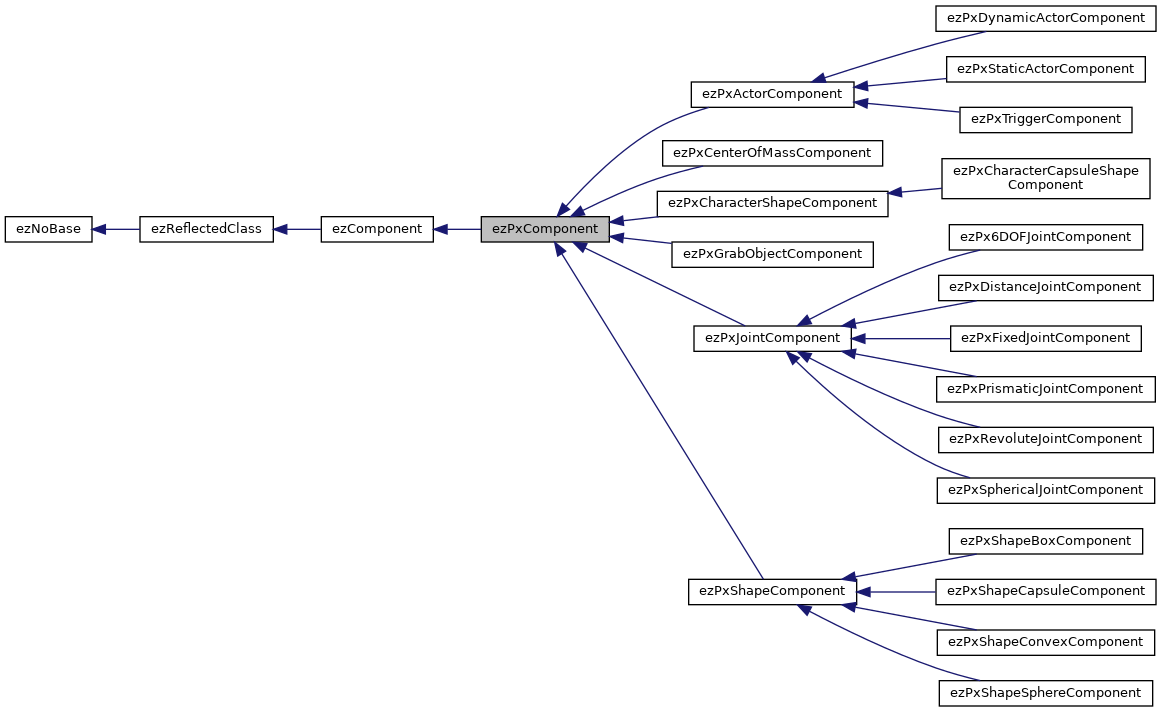 ezPxDynamicActorComponent
ezPxStaticActorComponent
ezPxActorComponent
ezPxTriggerComponent
ezPxCenterOfMassComponent
ezPxCharacterCapsuleShape
Component
ezPxCharacterShapeComponent
ezNoBase
ezReflectedClass
ezComponent
ezPxComponent
ezPx6DOFJointComponent
ezPxGrabObjectComponent
ezPxDistanceJointComponent
ezPxJointComponent
ezPxFixedJointComponent
ezPxPrismaticJointComponent
ezPxRevoluteJointComponent
ezPxSphericalJointComponent
ezPxShapeBoxComponent
ezPxShapeComponent
ezPxShapeCapsuleComponent
ezPxShapeConvexComponent
ezPxShapeSphereComponent